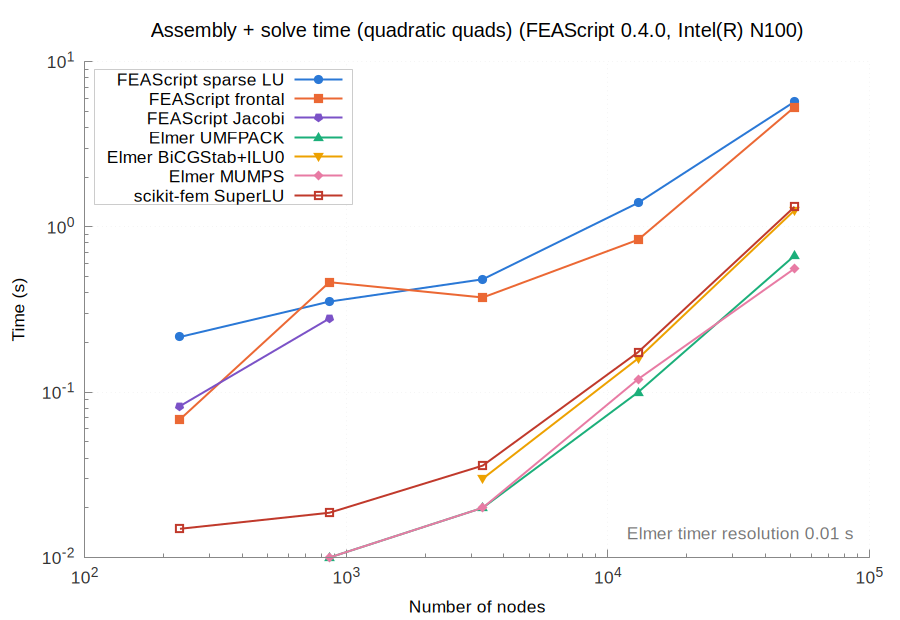 Assembly + solve time (quadratic quads) (FEAScript 0.4.0, Intel(R) N100)
10^1
10^0
10^-1
10^-2
Time (s)
FEAScript sparse LU
FEAScript frontal
FEAScript Jacobi
Elmer UMFPACK
Elmer BiCGStab+ILU0
Elmer MUMPS
scikit-fem SuperLU
Elmer timer resolution 0.01 s
10^2 10^3 10^4 10^5
Number of nodes